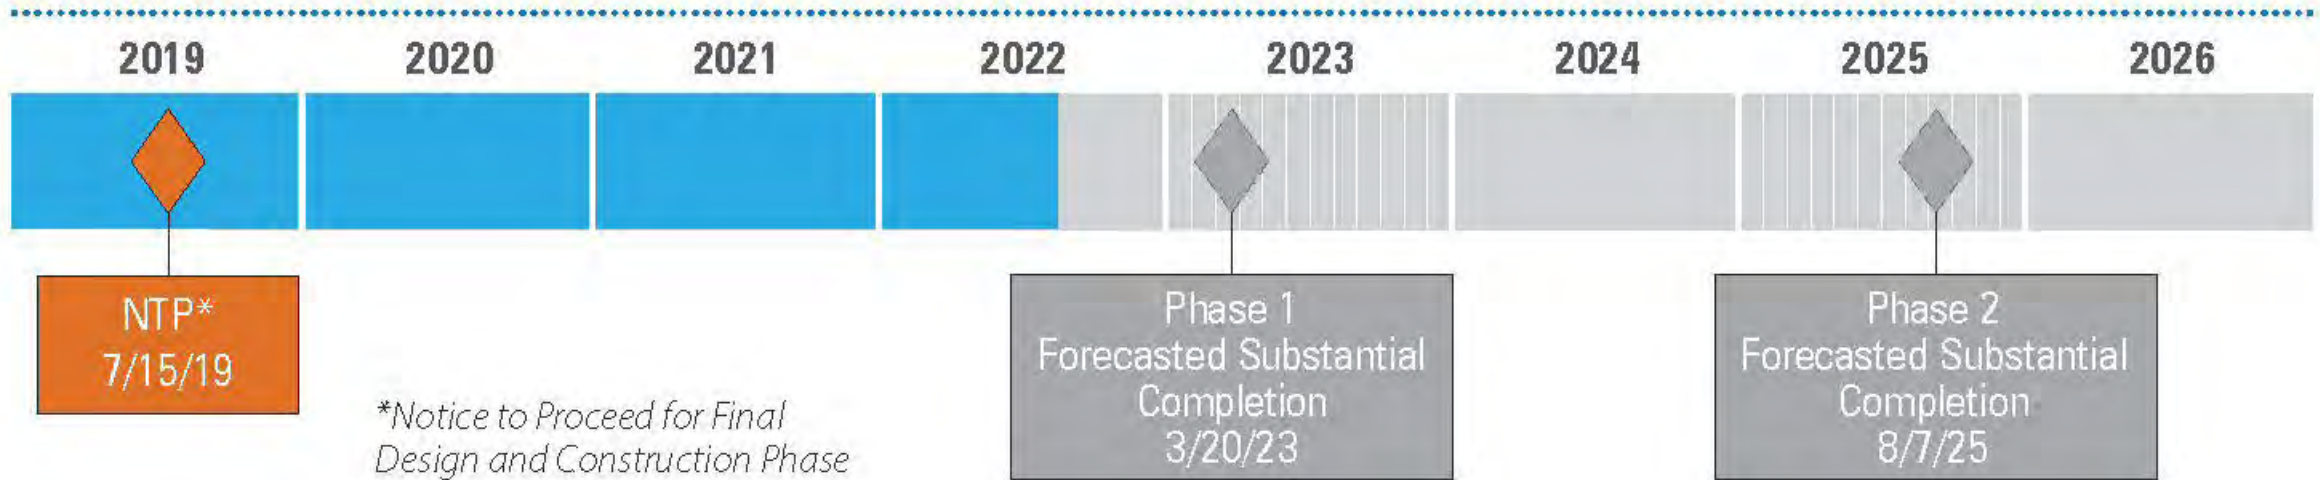 2019 2020 2021 2022 2023 2024 2025 2026
NTP*
7/15/19
*Notice to Proceed for Final
Design and Construction Phase
Phase 1
Forecasted Substantial
Completion
3/20/23
Phase 2
Forecasted Substantial
Completion
8/7/25